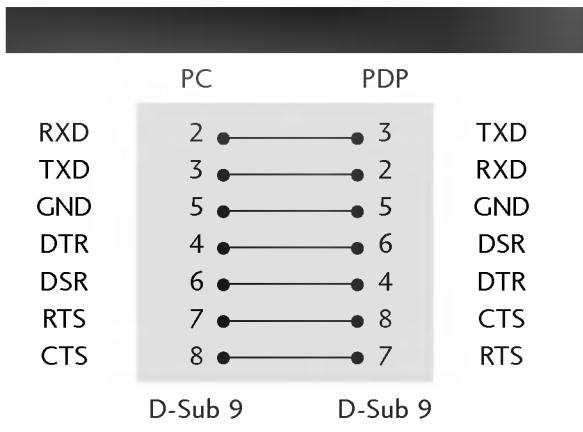 PC PDP
RXD 2 3 TXD
TXD 3 2 RXD
GND 5 5 GND
DTR 4 6 DSR
DSR 6 4 DTR
RTS 7 8 CTS
CTS 8 7 RTS
D-Sub 9 D-Sub 9